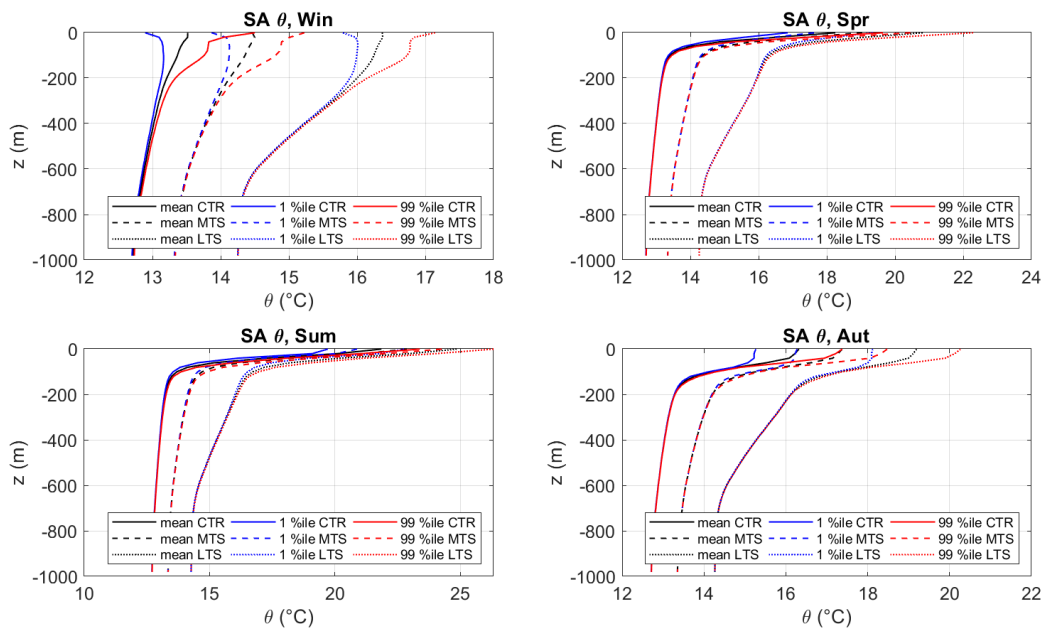 SA θ, Win
0
-200
-400
-600
-800
-1000
z (m)
mean CTR 1 %ile CTR 99 %ile CTR
mean MTS 1 %ile MTS 99 %ile MTS
mean LTS 1 %ile LTS 99 %ile LTS
12 13 14 15 16 17 18
θ (°C)
SA θ, Spr
0
-200
-400
-600
-800
-1000
z (m)
mean CTR 1 %ile CTR 99 %ile CTR
mean MTS 1 %ile MTS 99 %ile MTS
mean LTS 1 %ile LTS 99 %ile LTS
12 14 16 18 20 22 24
θ (°C)
SA θ, Sum
0
-200
-400
-600
-800
-1000
z (m)
mean CTR 1 %ile CTR 99 %ile CTR
mean MTS 1 %ile MTS 99 %ile MTS
mean LTS 1 %ile LTS 99 %ile LTS
10 15 20 25
θ (°C)
SA θ, Aut
0
-200
-400
-600
-800
-1000
z (m)
mean CTR 1 %ile CTR 99 %ile CTR
mean MTS 1 %ile MTS 99 %ile MTS
mean LTS 1 %ile LTS 99 %ile LTS
12 14 16 18 20 22
θ (°C)